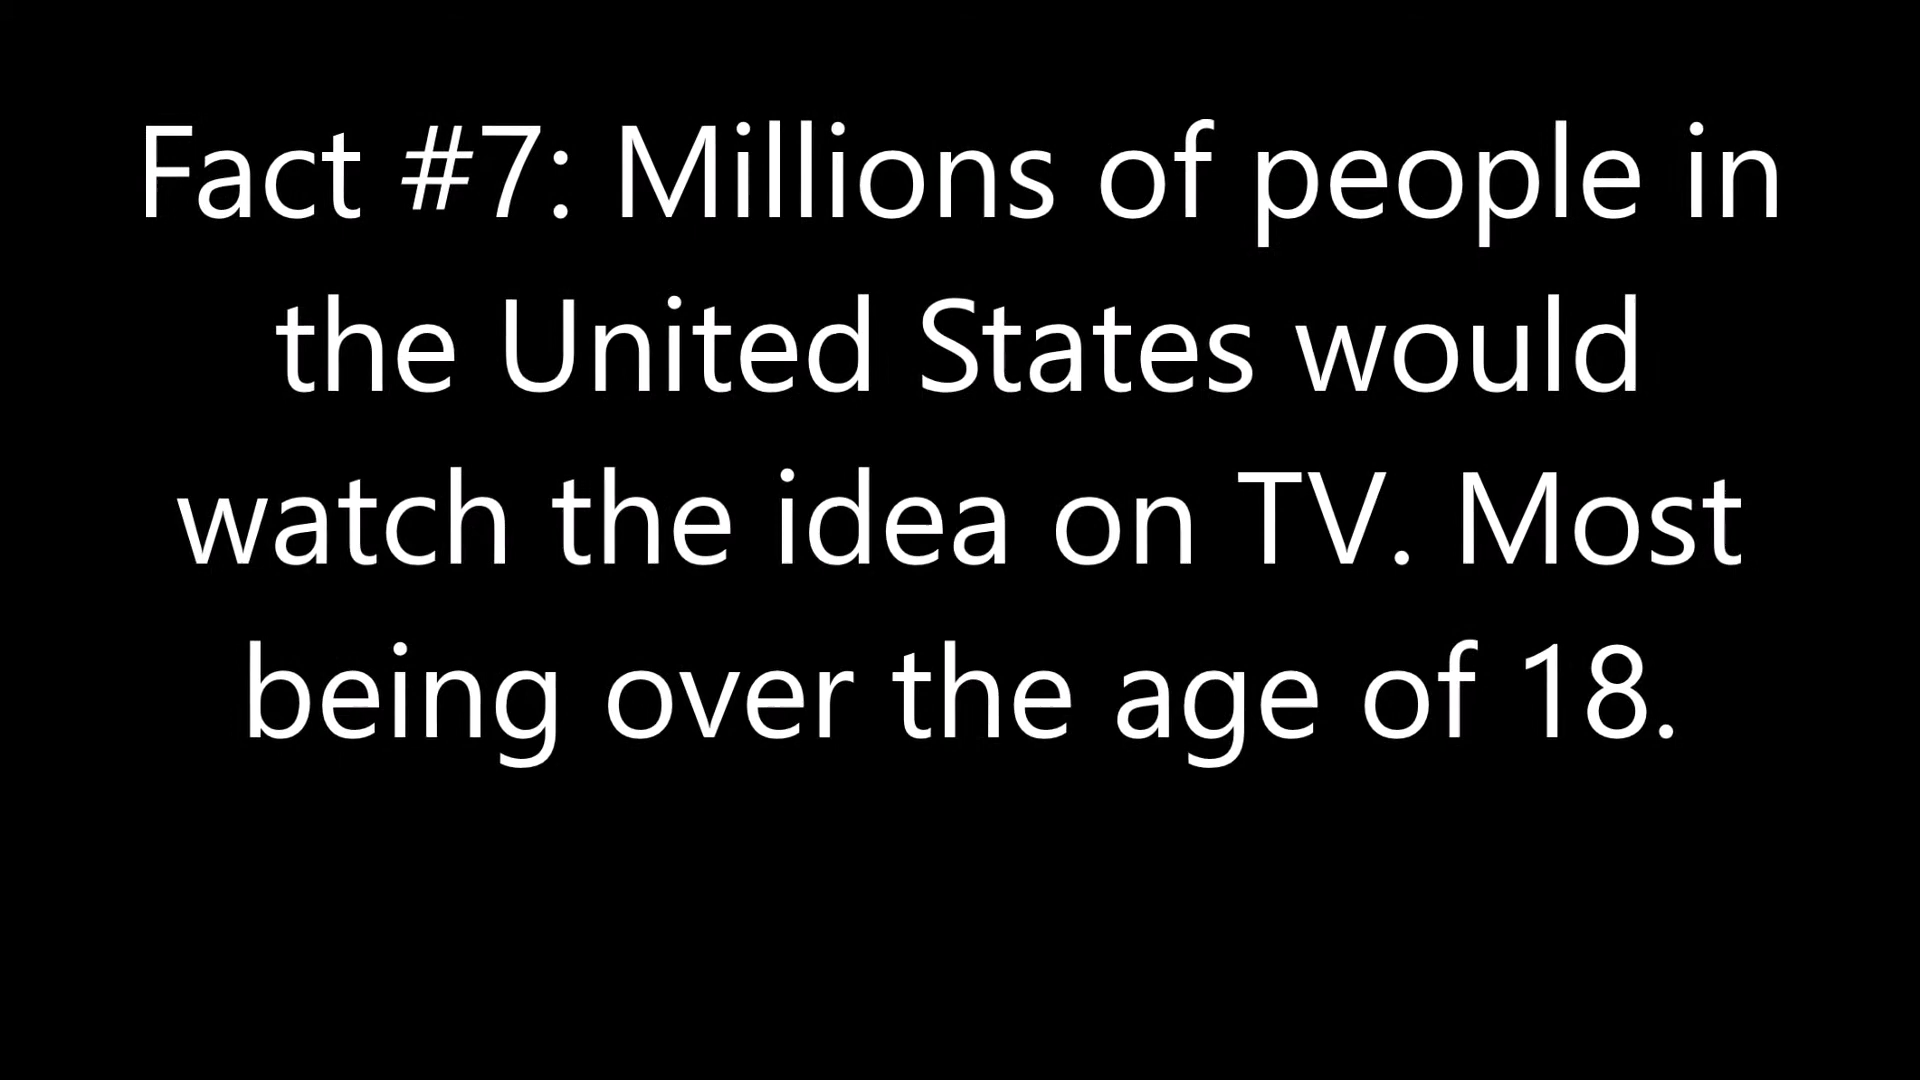 Fact #7: Millions of people in
the United States would
watch the idea on TV. Most
being over the age of 18.